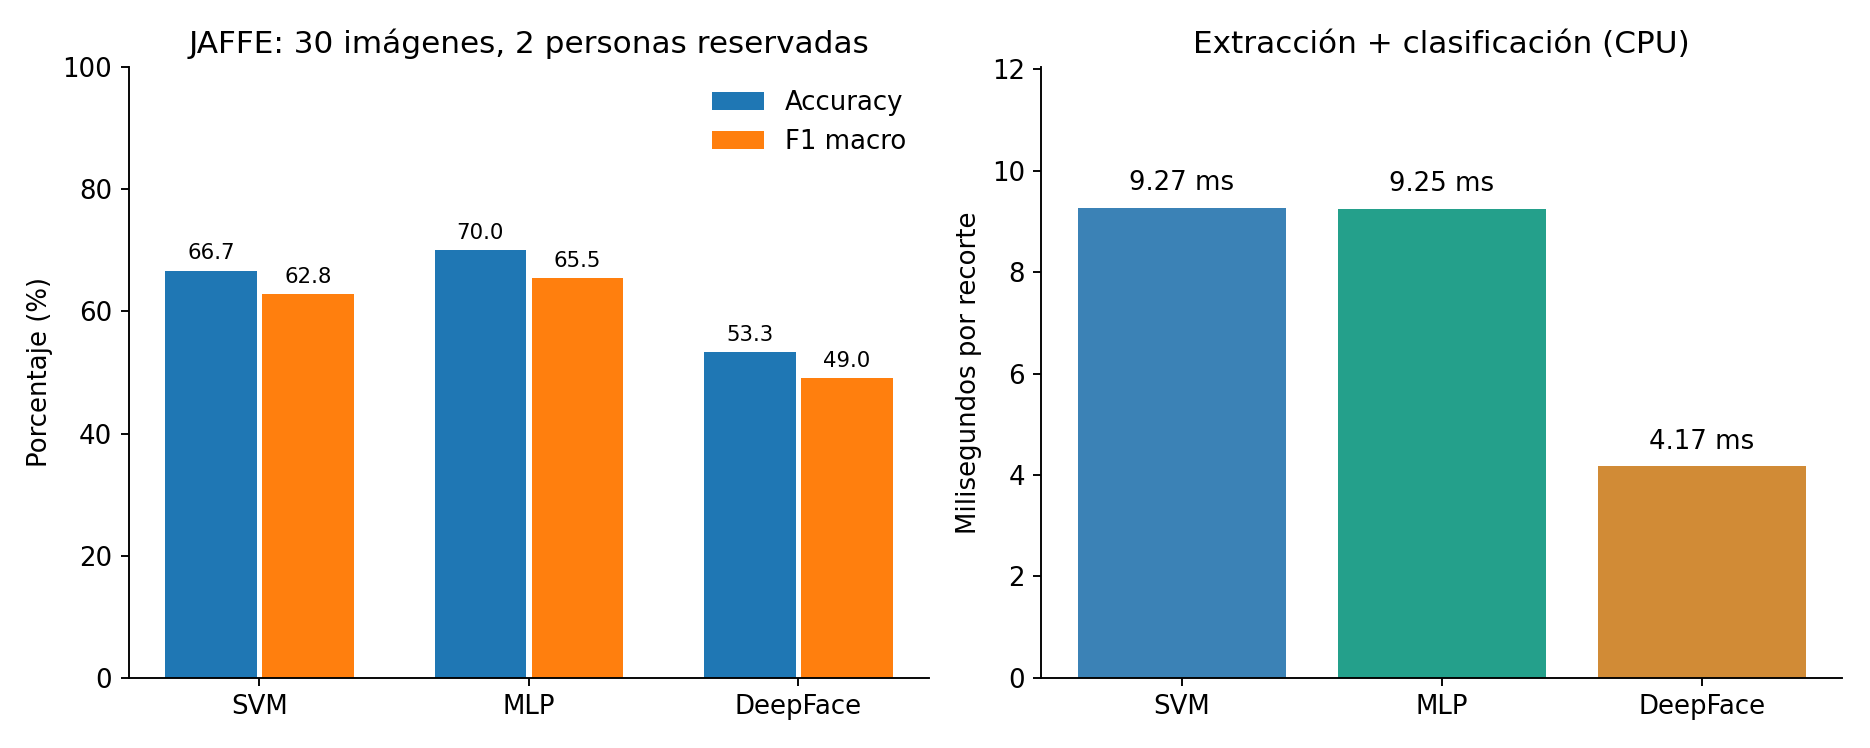 JAFFE: 30 imágenes, 2 personas reservadas
Porcentaje (%)
100
80
60
40
20
0
Accuracy
F1 macro
66.7
62.8
70.0
65.5
53.3
49.0
SVM
MLP
DeepFace
Extracción + clasificación (CPU)
Milisegundos por recorte
12
10
8
6
4
2
0
9.27 ms
9.25 ms
4.17 ms
SVM
MLP
DeepFace